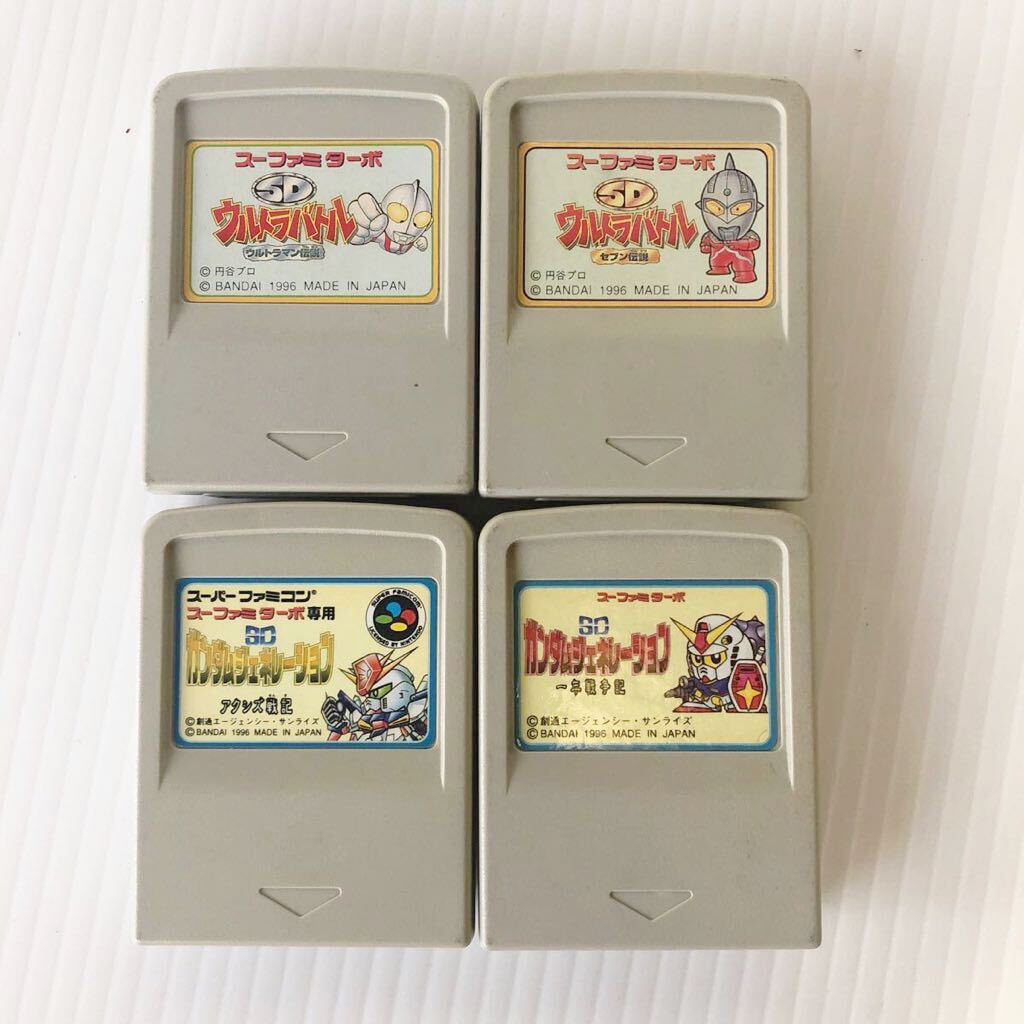 スーファミターボ
SD
ウルトラバトル
ウルトラマン伝説
© 円谷プロ
© BANDAI 1996 MADE IN JAPAN
スーファミターボ
SD
ウルトラバトル
セブン伝説
© 円谷プロ
© BANDAI 1996 MADE IN JAPAN
スーパーファミコン®
スーファミターボ専用
SUPER FAMICOM
LICENSED BY NINTENDO
SD
ガンダムジェネレーション
アクシズ戦記
© 創通エージェンシー・サンライズ
© BANDAI 1996 MADE IN JAPAN
スーファミターボ
SD
ガンダムジェネレーション
一年戦争記
© 創通エージェンシー・サンライズ
© BANDAI 1996 MADE IN JAPAN